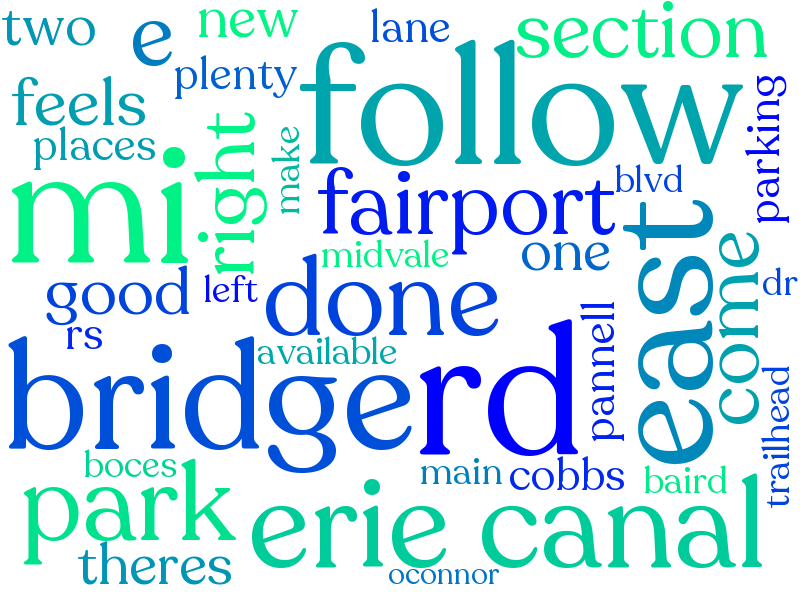 two
e
new
lane
section
plenty
follow
feels
places
right
make
parking
mi
fairport
blvd
east
midvale
one
come
good
left
done
dr
rs
available
bridge
rd
pannell
trailhead
boces
park
main
cobbs
baird
erie canal
theres
oconnor